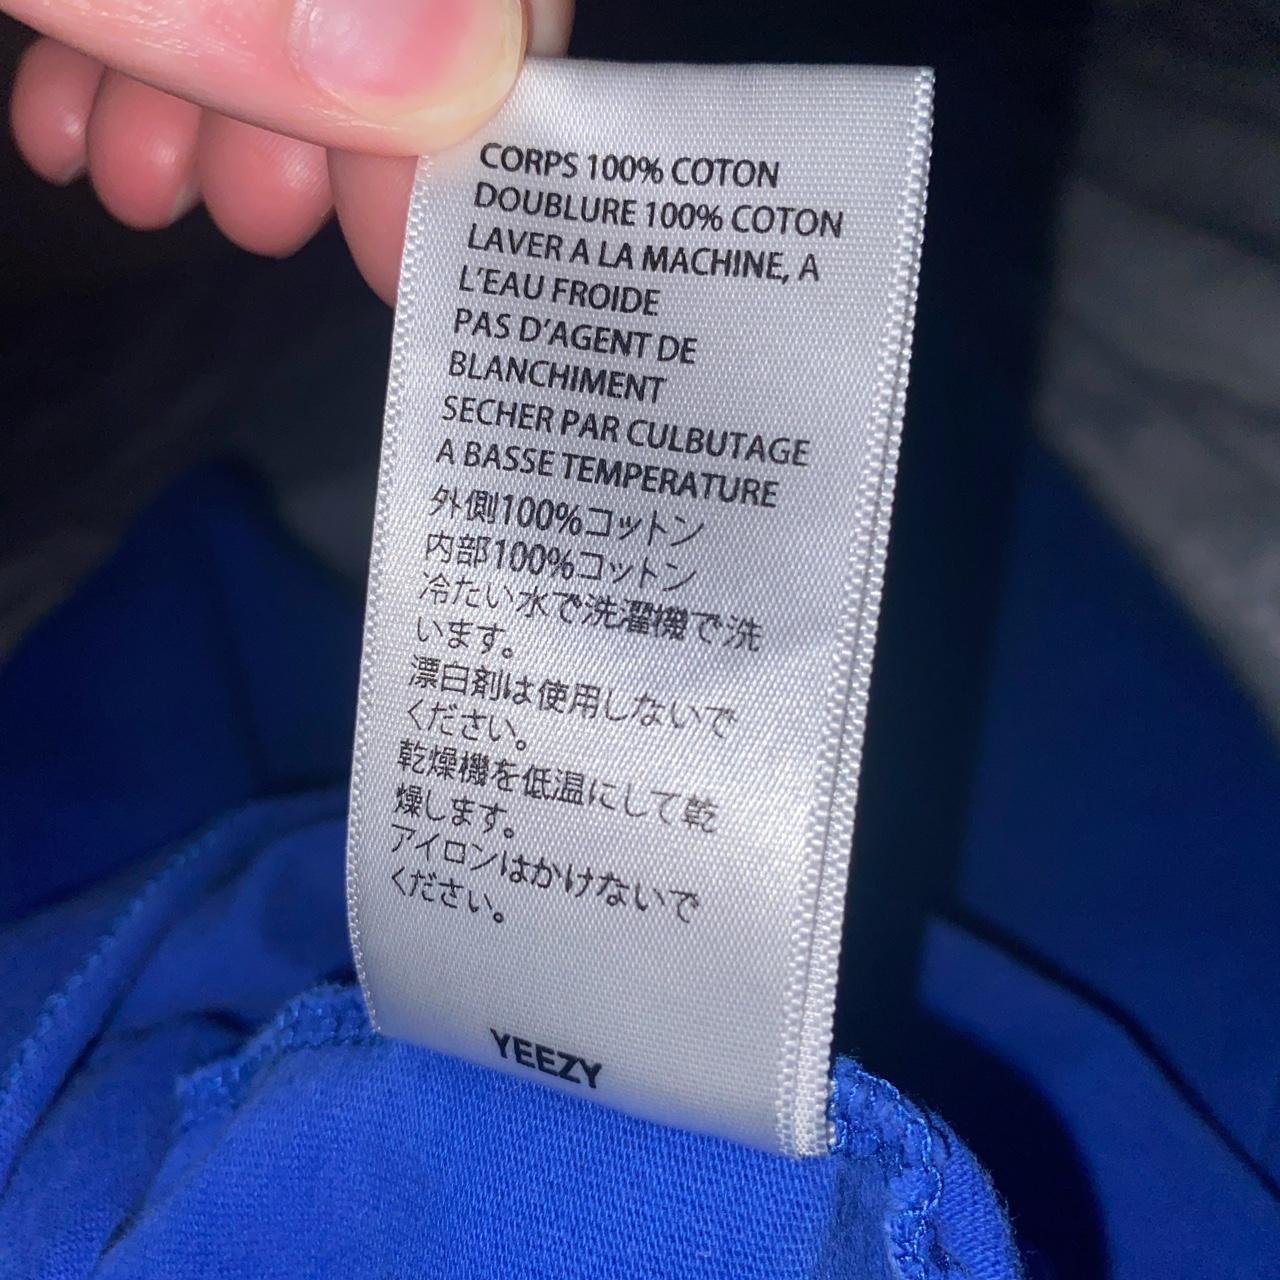 CORPS 100% COTON
DOUBLURE 100% COTON
LAVER A LA MACHINE, A
L'EAU FROIDE
PAS D'AGENT DE
BLANCHIMENT
SECHER PAR CULBUTAGE
A BASSE TEMPERATURE
外側100%コットン
内部100%コットン
冷たい水で洗濯機で洗
います。
漂白剤は使用しないで
ください。
乾燥機を低温にして乾
燥します。
アイロンはかけないで
ください。
YEEZY